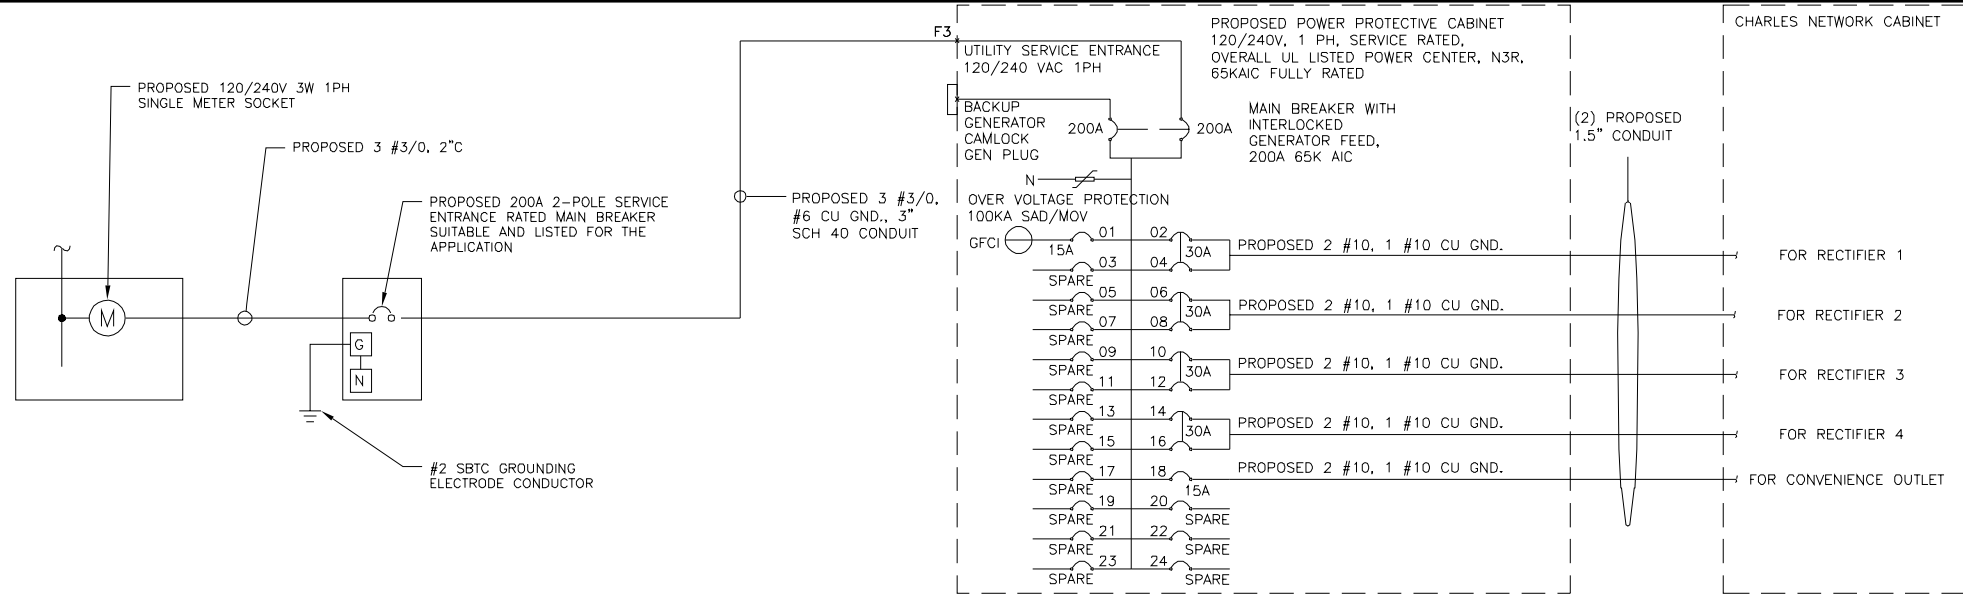 PROPOSED 120/240V 3W 1PH
SINGLE METER SOCKET
PROPOSED 3 #3/0, 2"C
PROPOSED 200A 2-POLE SERVICE
ENTRANCE RATED MAIN BREAKER
SUITABLE AND LISTED FOR THE
APPLICATION
M
G
N
#2 SBTC GROUNDING
ELECTRODE CONDUCTOR
PROPOSED 3 #3/0,
#6 CU GND., 3"
SCH 40 CONDUIT
F3
UTILITY SERVICE ENTRANCE
120/240 VAC 1PH
PROPOSED POWER PROTECTIVE CABINET
120/240V, 1 PH, SERVICE RATED,
OVERALL UL LISTED POWER CENTER, N3R,
65KAIC FULLY RATED
BACKUP
GENERATOR
CAMLOCK
GEN PLUG
200A
200A
MAIN BREAKER WITH
INTERLOCKED
GENERATOR FEED,
200A 65K AIC
N
OVER VOLTAGE PROTECTION
100KA SAD/MOV
GFCI
15A
01 02
30A
PROPOSED 2 #10, 1 #10 CU GND.
03 04
SPARE
05 06
SPARE
30A
PROPOSED 2 #10, 1 #10 CU GND.
07 08
SPARE
09 10
SPARE
30A
PROPOSED 2 #10, 1 #10 CU GND.
11 12
SPARE
13 14
SPARE
30A
PROPOSED 2 #10, 1 #10 CU GND.
15 16
SPARE
17 18
SPARE
15A
PROPOSED 2 #10, 1 #10 CU GND.
19 20
SPARE SPARE
21 22
SPARE SPARE
23 24
SPARE SPARE
(2) PROPOSED
1.5" CONDUIT
CHARLES NETWORK CABINET
FOR RECTIFIER 1
FOR RECTIFIER 2
FOR RECTIFIER 3
FOR RECTIFIER 4
FOR CONVENIENCE OUTLET